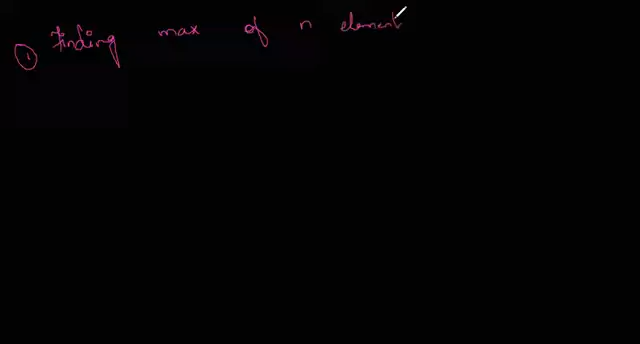 ① Finding max of n element